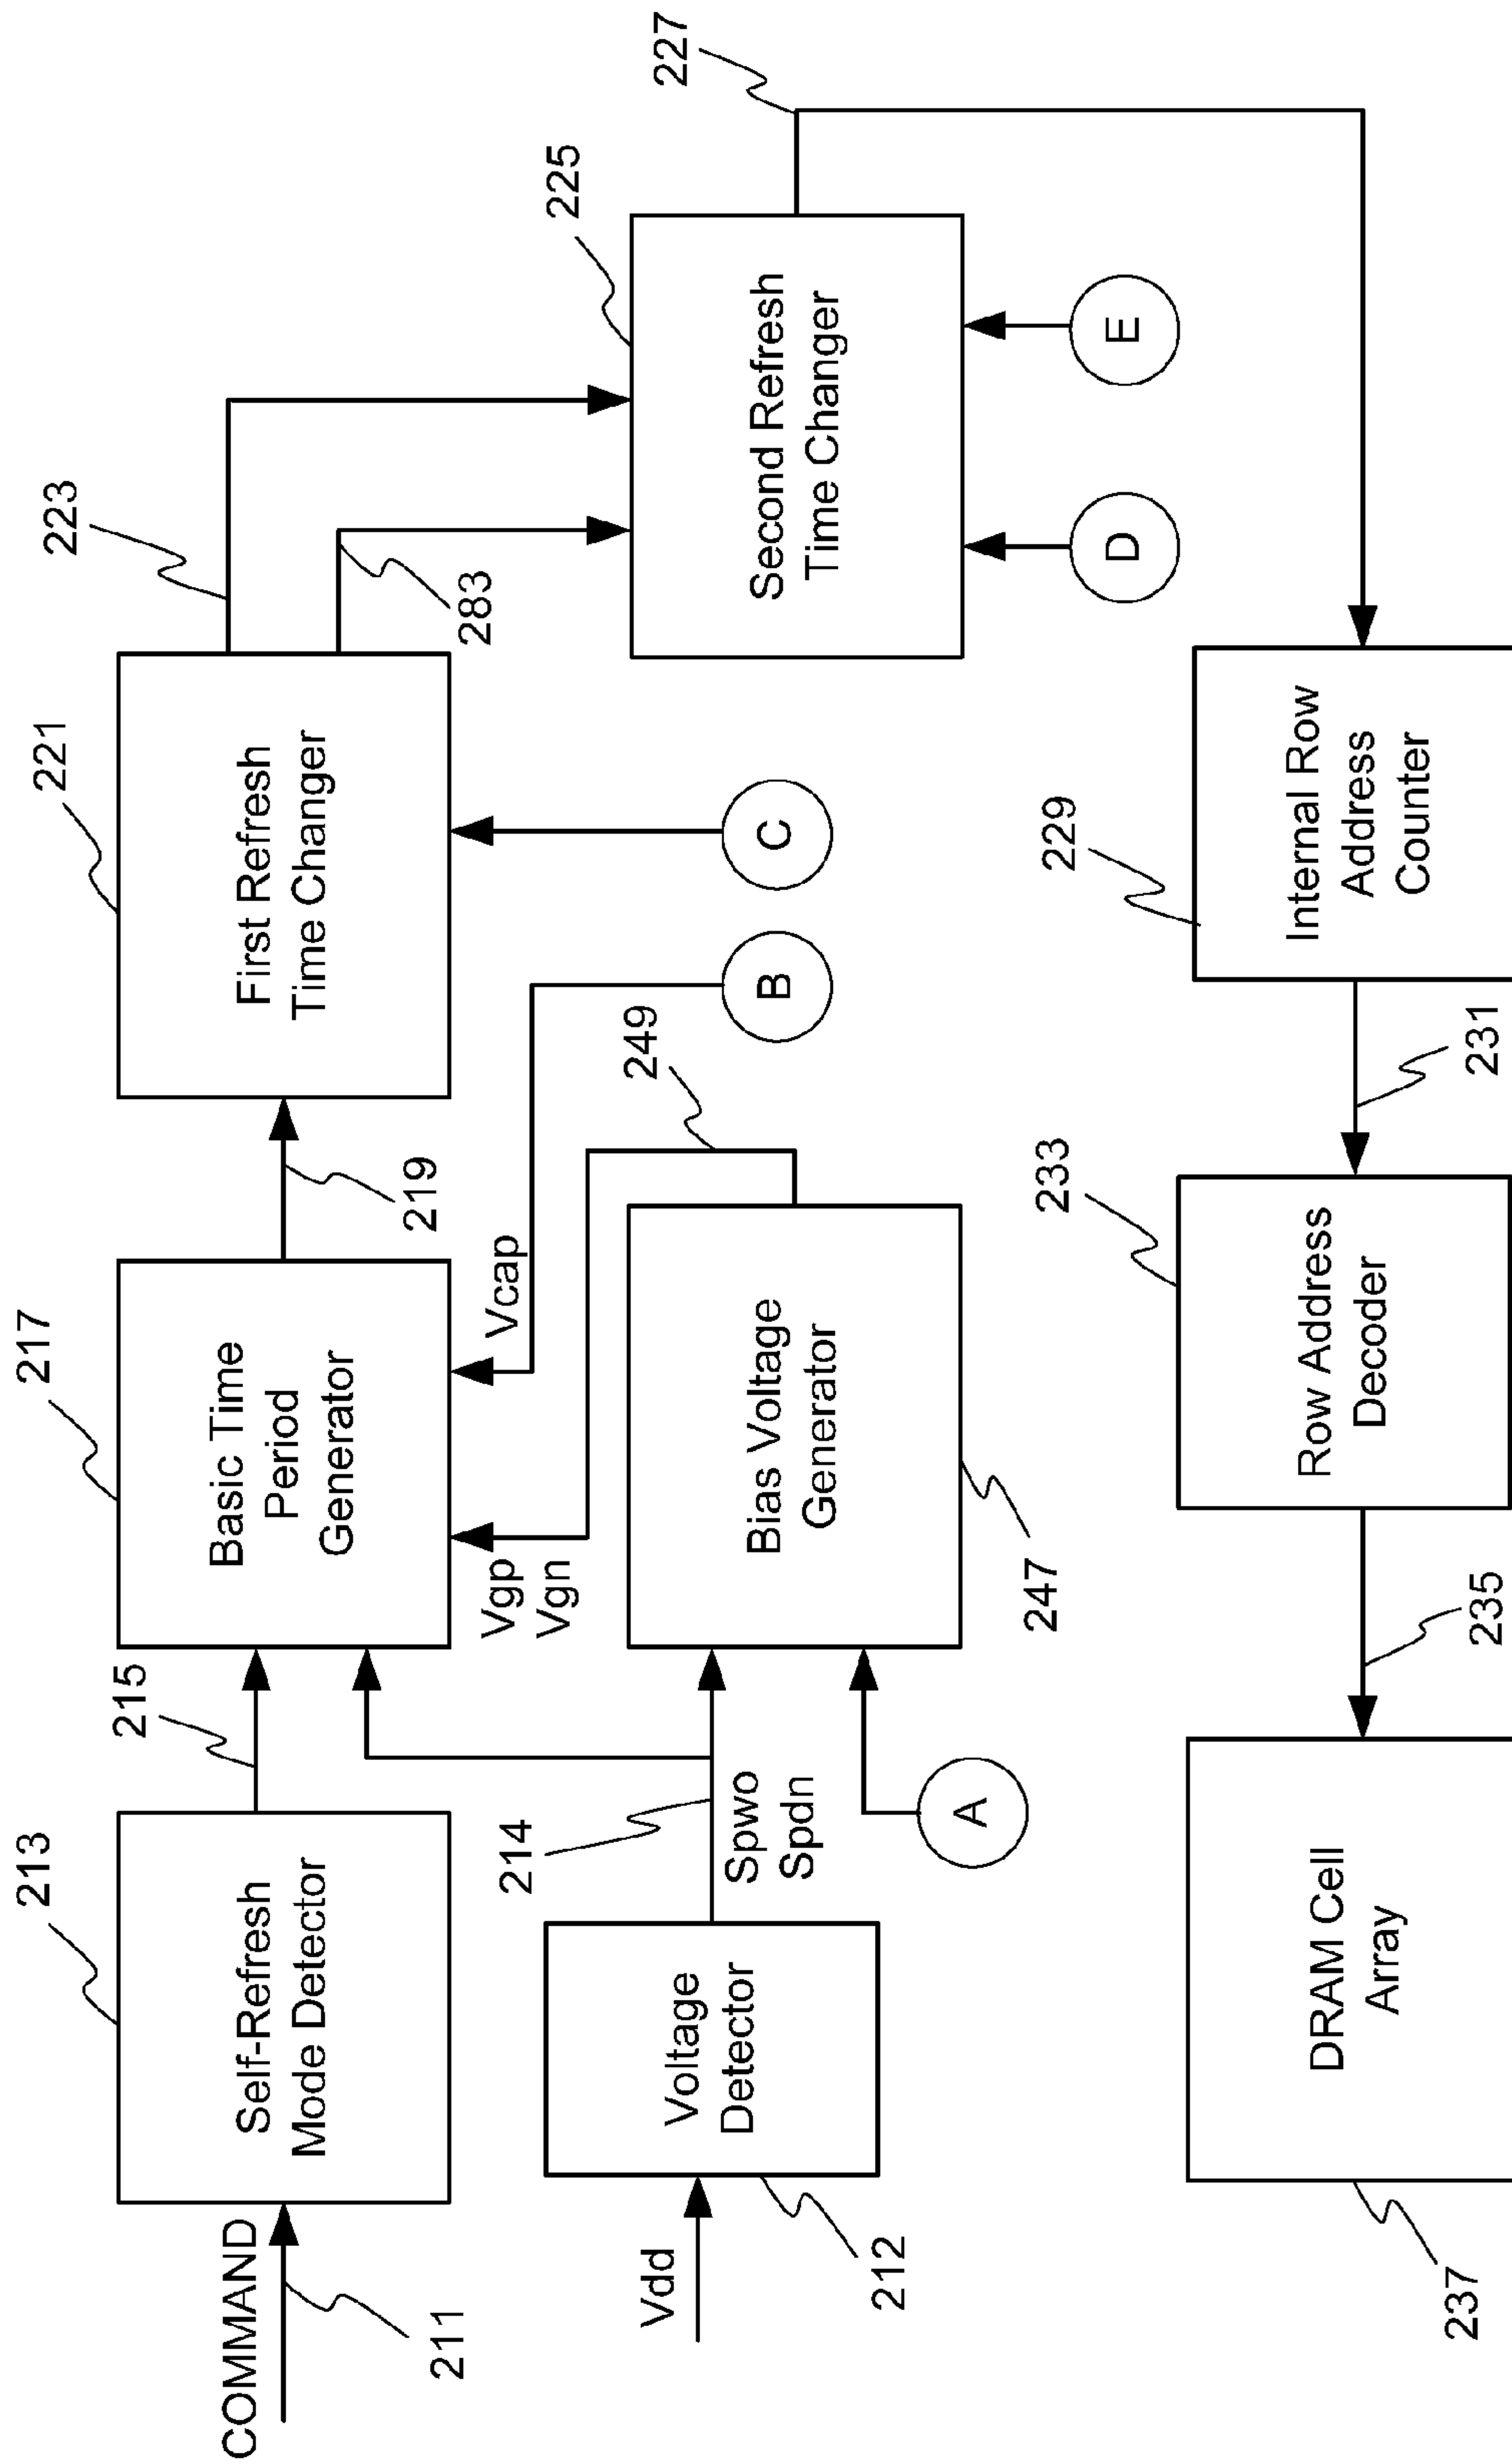 COMMAND
211
213
Self-Refresh
Mode Detector
215
217
Basic Time
Period
Generator
219
221
First Refresh
Time Changer
223
283
225
Second Refresh
Time Changer
227
Vdd
212
Voltage
Detector
214
Spwo
Spdn
A
Vgp
Vgn
Vcap
Bias Voltage
Generator
247
249
B
C
D
E
237
DRAM Cell
Array
235
233
Row Address
Decoder
231
229
Internal Row
Address
Counter